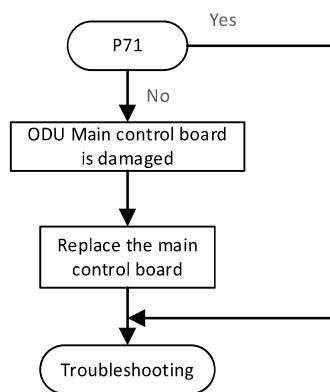 Yes
P71
No
ODU Main control board
is damaged
Replace the main
control board
Troubleshooting